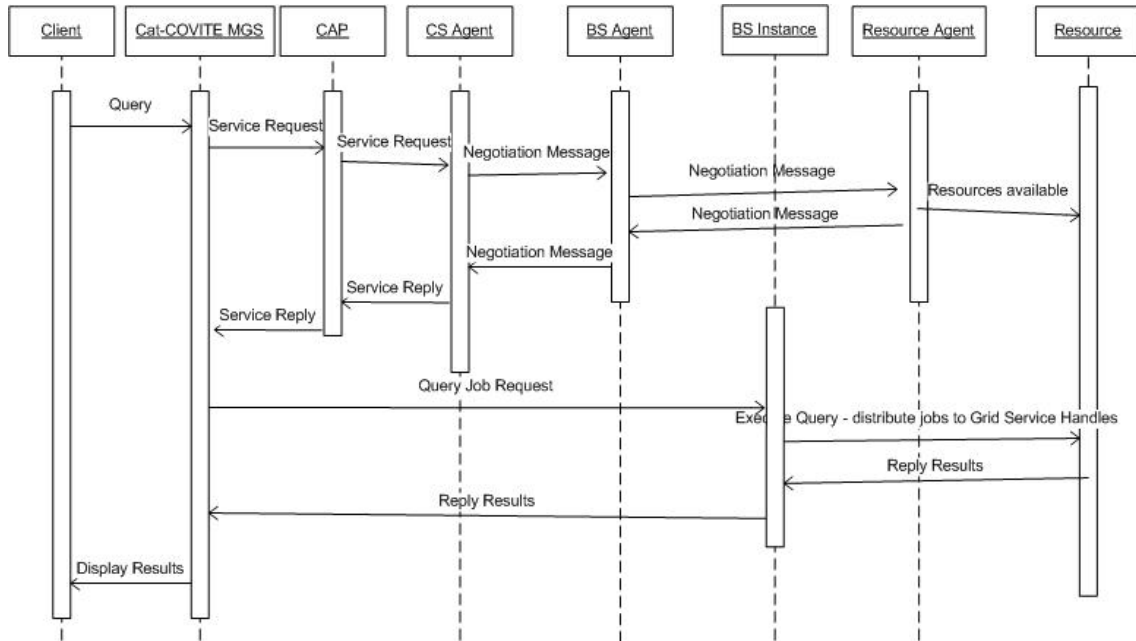 Client
Cat-COVITE MGS
CAP
CS Agent
BS Agent
BS Instance
Resource Agent
Resource
Query
Service Request
Service Request
Negotiation Message
Negotiation Message
Resources available
Negotiation Message
Negotiation Message
Service Reply
Service Reply
Query Job Request
Query - distribute jobs to Grid Service Handles
Reply Results
Reply Results
Display Results